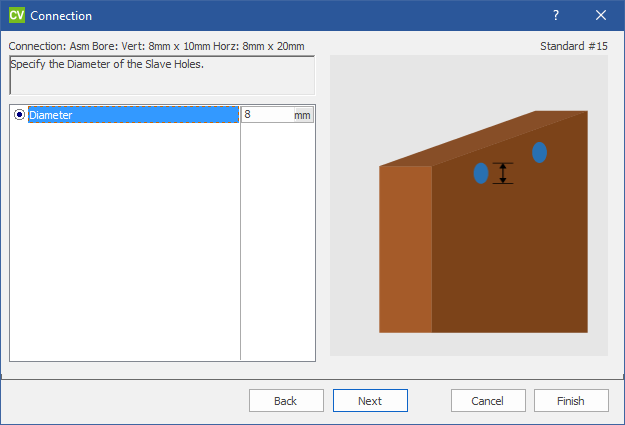 CV Connection ?
Connection: Asm Bore: Vert: 8mm x 10mm Horz: 8mm x 20mm Standard #15
Specify the Diameter of the Slave Holes.
Diameter 8 mm
Back Next Cancel Finish